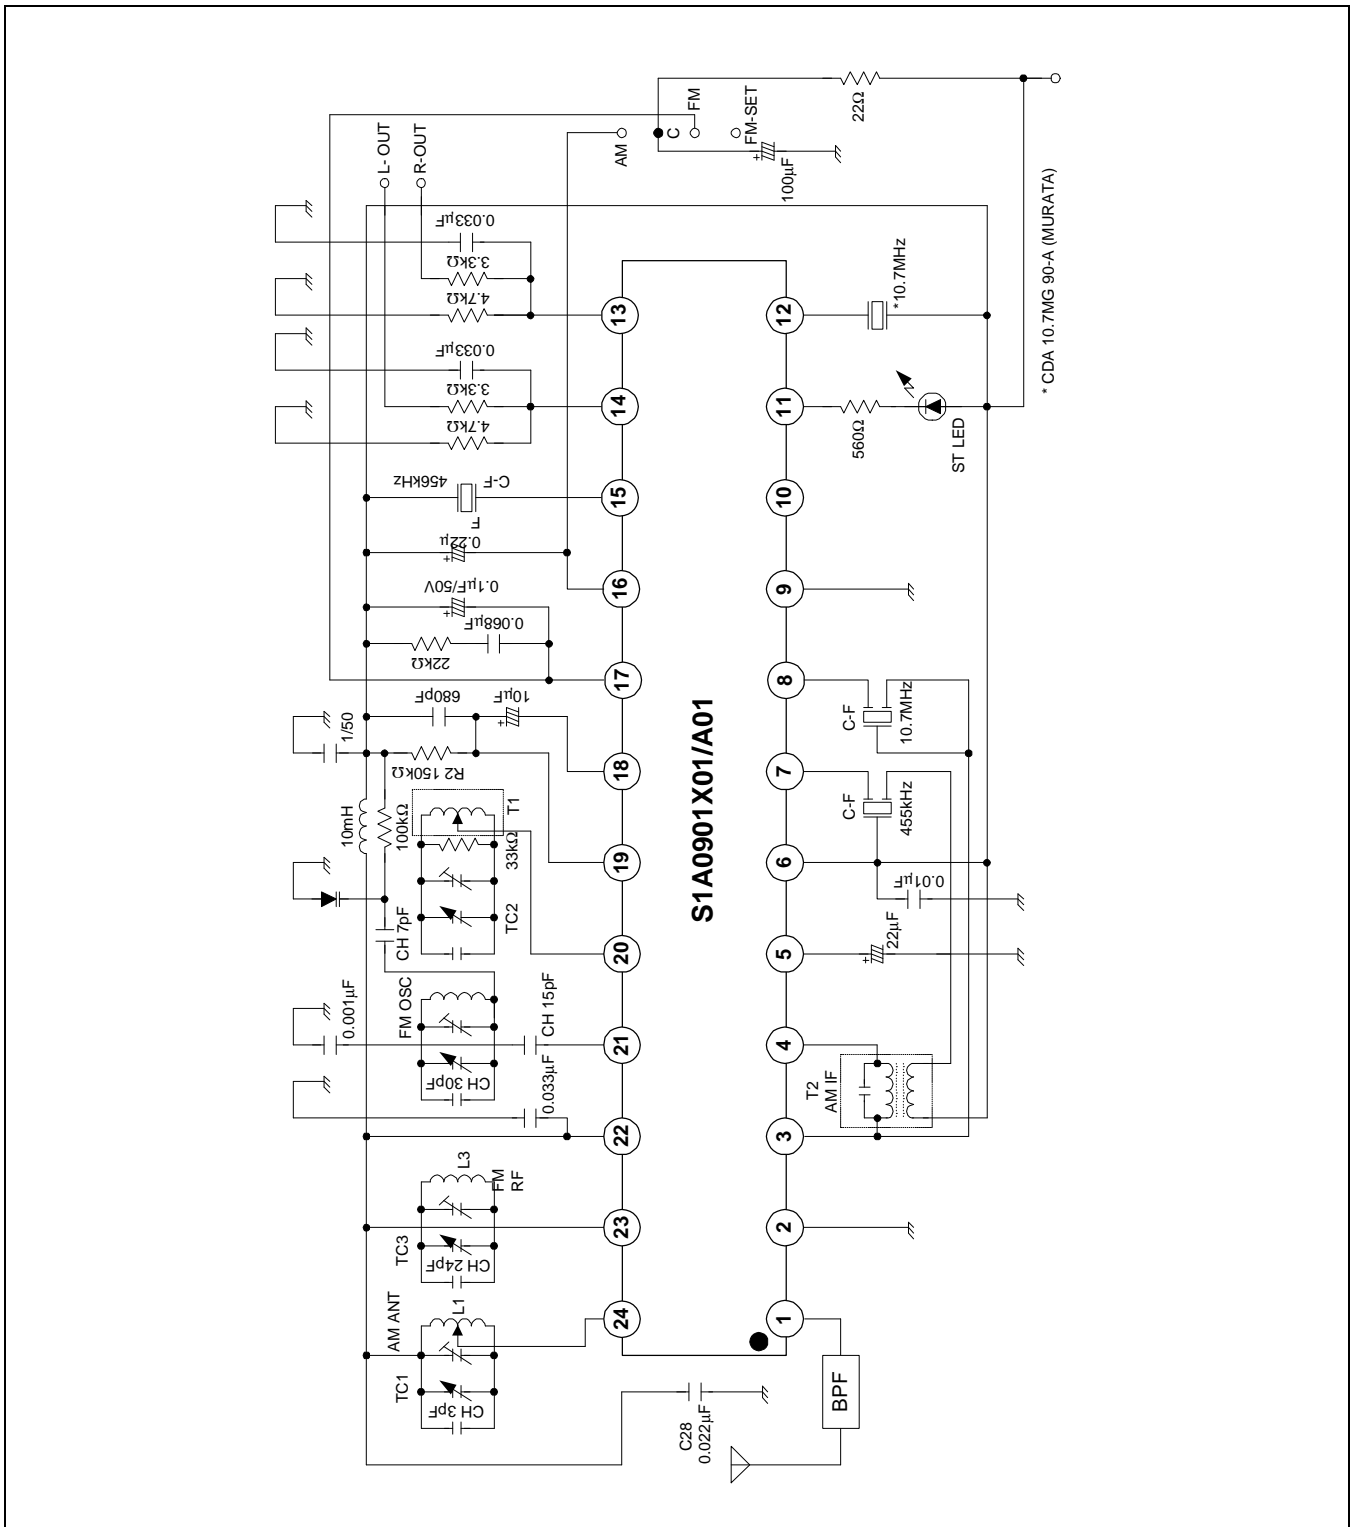 22Ω
AM
C
FM
FM-SET
100µF
L- OUT
R-OUT
0.033µF
3.3kΩ
4.7kΩ
0.033µF
3.3kΩ
4.7kΩ
C-F
456kHz
F
0.22µ
0.1µF/50V
0.068µF
22kΩ
680pF
10µF
1/50
R2 150kΩ
10mH
100kΩ
T1
33kΩ
TC2
CH 7pF
FM OSC
0.001µF
CH 15pF
CH 30pF
0.033µF
L3
FM
RF
TC3
CH 24pF
AM ANT
L1
TC1
CH 3pF
C28
0.022µF
BPF
S1A0901X01/A01
13
14
15
16
17
18
19
20
21
22
23
24
12
11
10
9
8
7
6
5
4
3
2
1
*10.7MHz
560Ω
ST LED
C-F
10.7MHz
C-F
455kHz
0.01µF
22µF
T2
AM IF
* CDA 10.7MG 90-A (MURATA)
+
+
+
+
+